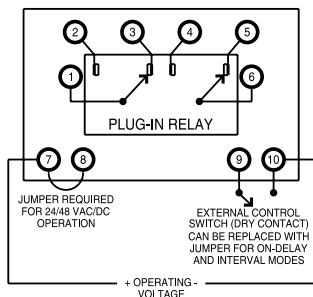 2 3 4 5
1 6
PLUG-IN RELAY
7 8 9 10
JUMPER REQUIRED
FOR 24/48 VAC/DC
OPERATION
EXTERNAL CONTROL
SWITCH (DRY CONTACT)
CAN BE REPLACED WITH
JUMPER FOR ON-DELAY
AND INTERVAL MODES
+ OPERATING -
VOLTAGE